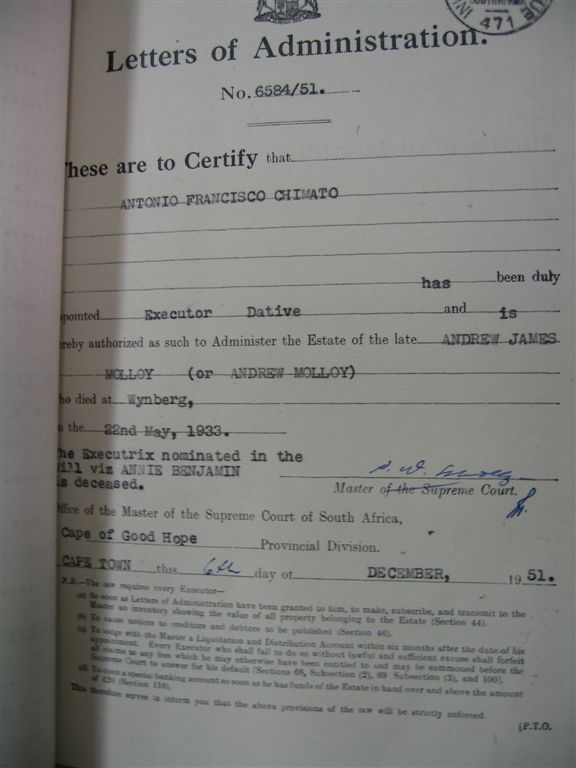 471
Letters of Administration.
No. 6584/51.
These are to Certify that
ANTONIO FRANCISCO CHIMATO
has been duly
ppointed Executor Dative and is
ereby authorized as such to Administer the Estate of the late ANDREW JAMES
MOLLOY (or ANDREW MOLLOY)
ho died at Wynberg,
n the 22nd May, 1933.
he Executrix nominated in the
ill viz ANNIE BENJAMIN
s deceased.
Master of the Supreme Court.
ffice of the Master of the Supreme Court of South Africa,
Cape of Good Hope Provincial Division.
CAPE TOWN this 6th day of DECEMBER, 1951.
N.B.—The law requires every Executor—
(a) So soon as Letters of Administration have been granted to him, to make, subscribe, and transmit to the
Master an inventory showing the value of all property belonging to the Estate (Section 44).
(b) To cause notices to creditors and debtors to be published (Section 46).
(c) To lodge with the Master a Liquidation and Distribution Account within six months after the date of his
appointment. Every Executor who shall fail to do so without lawful and sufficient excuse shall forfeit
all claims to any fees which he may otherwise have been entitled to and may be summoned before the
Supreme Court to answer for his default [Sections 68, Subsection (2), 69 Subsection (3), and 100].
(d) To open a special banking account so soon as he has funds of the Estate in hand over and above the amount
of £20 (Section 116).
This therefore serves to inform you that the above provisions of the law will be strictly enforced.
[P.T.O.